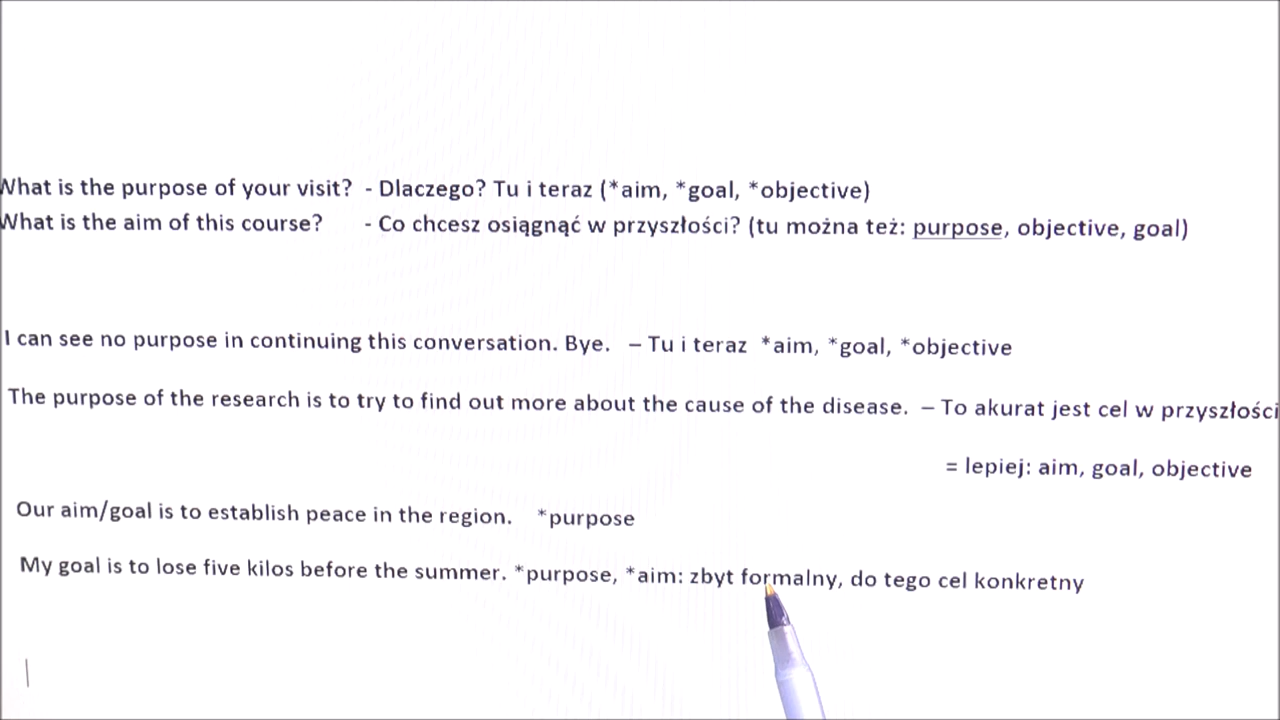 What is the purpose of your visit? - Dlaczego? Tu i teraz (*aim, *goal, *objective)
What is the aim of this course? - Co chcesz osiągnąć w przyszłości? (tu można też: purpose, objective, goal)
I can see no purpose in continuing this conversation. Bye. – Tu i teraz *aim, *goal, *objective
The purpose of the research is to try to find out more about the cause of the disease. – To akurat jest cel w przyszłości
= lepiej: aim, goal, objective
Our aim/goal is to establish peace in the region. *purpose
My goal is to lose five kilos before the summer. *purpose, *aim: zbyt formalny, do tego cel konkretny